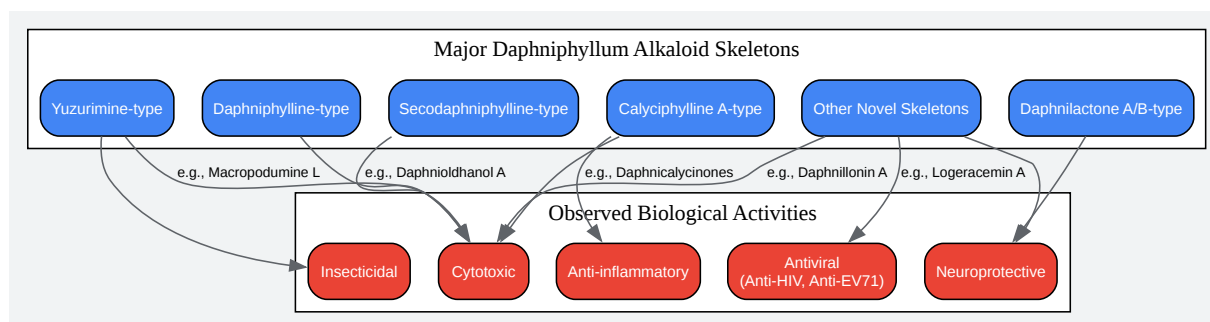 Major Daphniphyllum Alkaloid Skeletons
Yuzurimine-type
Daphniphylline-type
Secodaphniphylline-type
Calyciphylline A-type
Other Novel Skeletons
Daphnilactone A/B-type
e.g., Macropodumine L
e.g., Daphnioldhanol A
e.g., Daphnicalycinones
e.g., Daphnillonin A
e.g., Logeracemin A
Observed Biological Activities
Insecticidal
Cytotoxic
Anti-inflammatory
Antiviral
(Anti-HIV, Anti-EV71)
Neuroprotective